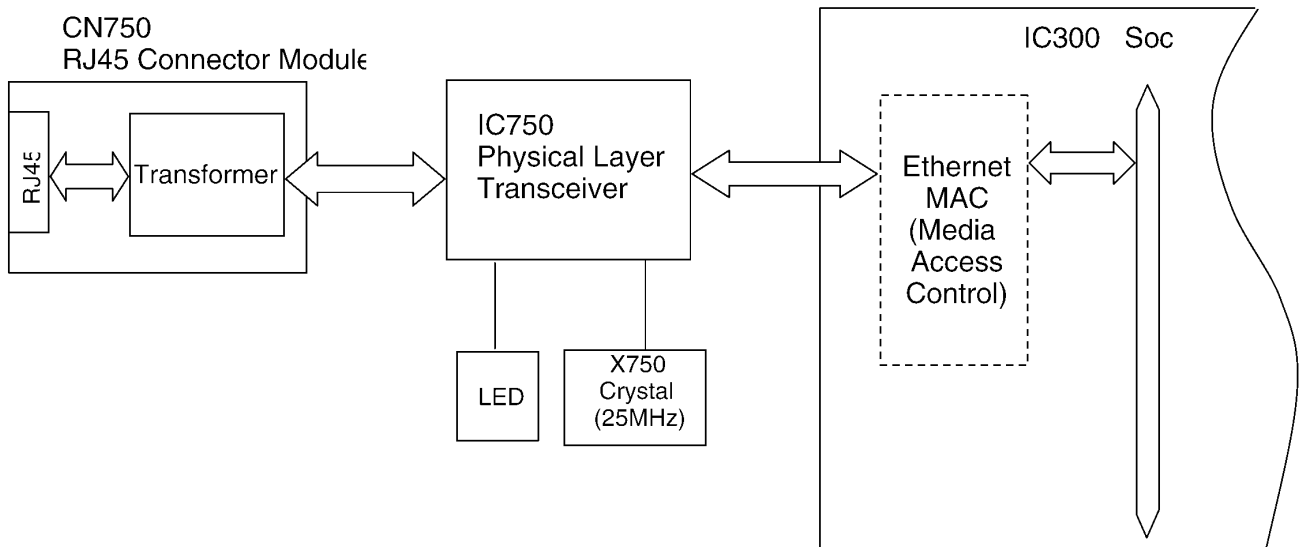 CN750
RJ45 Connector Module
IC300 Soc
RJ45
Transformer
IC750
Physical Layer
Transceiver
Ethernet
MAC
(Media
Access
Control)
LED
X750
Crystal
(25MHz)